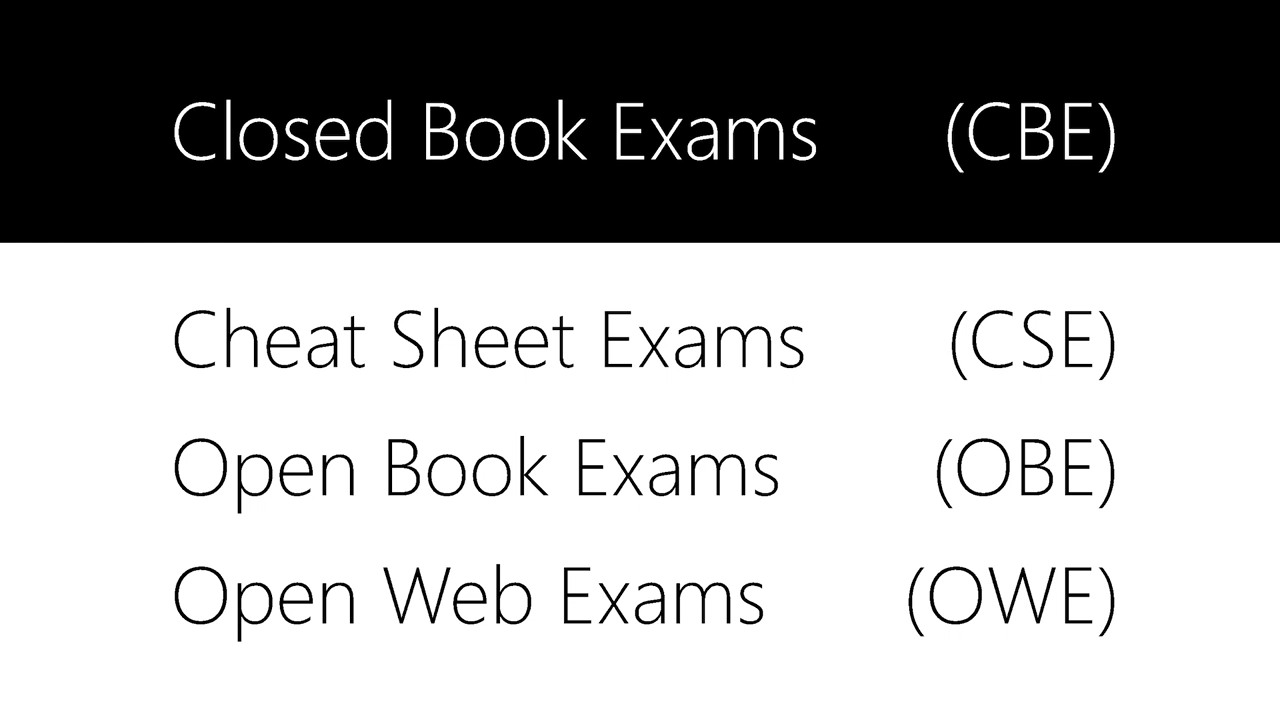 Closed Book Exams (CBE)
Cheat Sheet Exams (CSE)
Open Book Exams (OBE)
Open Web Exams (OWE)